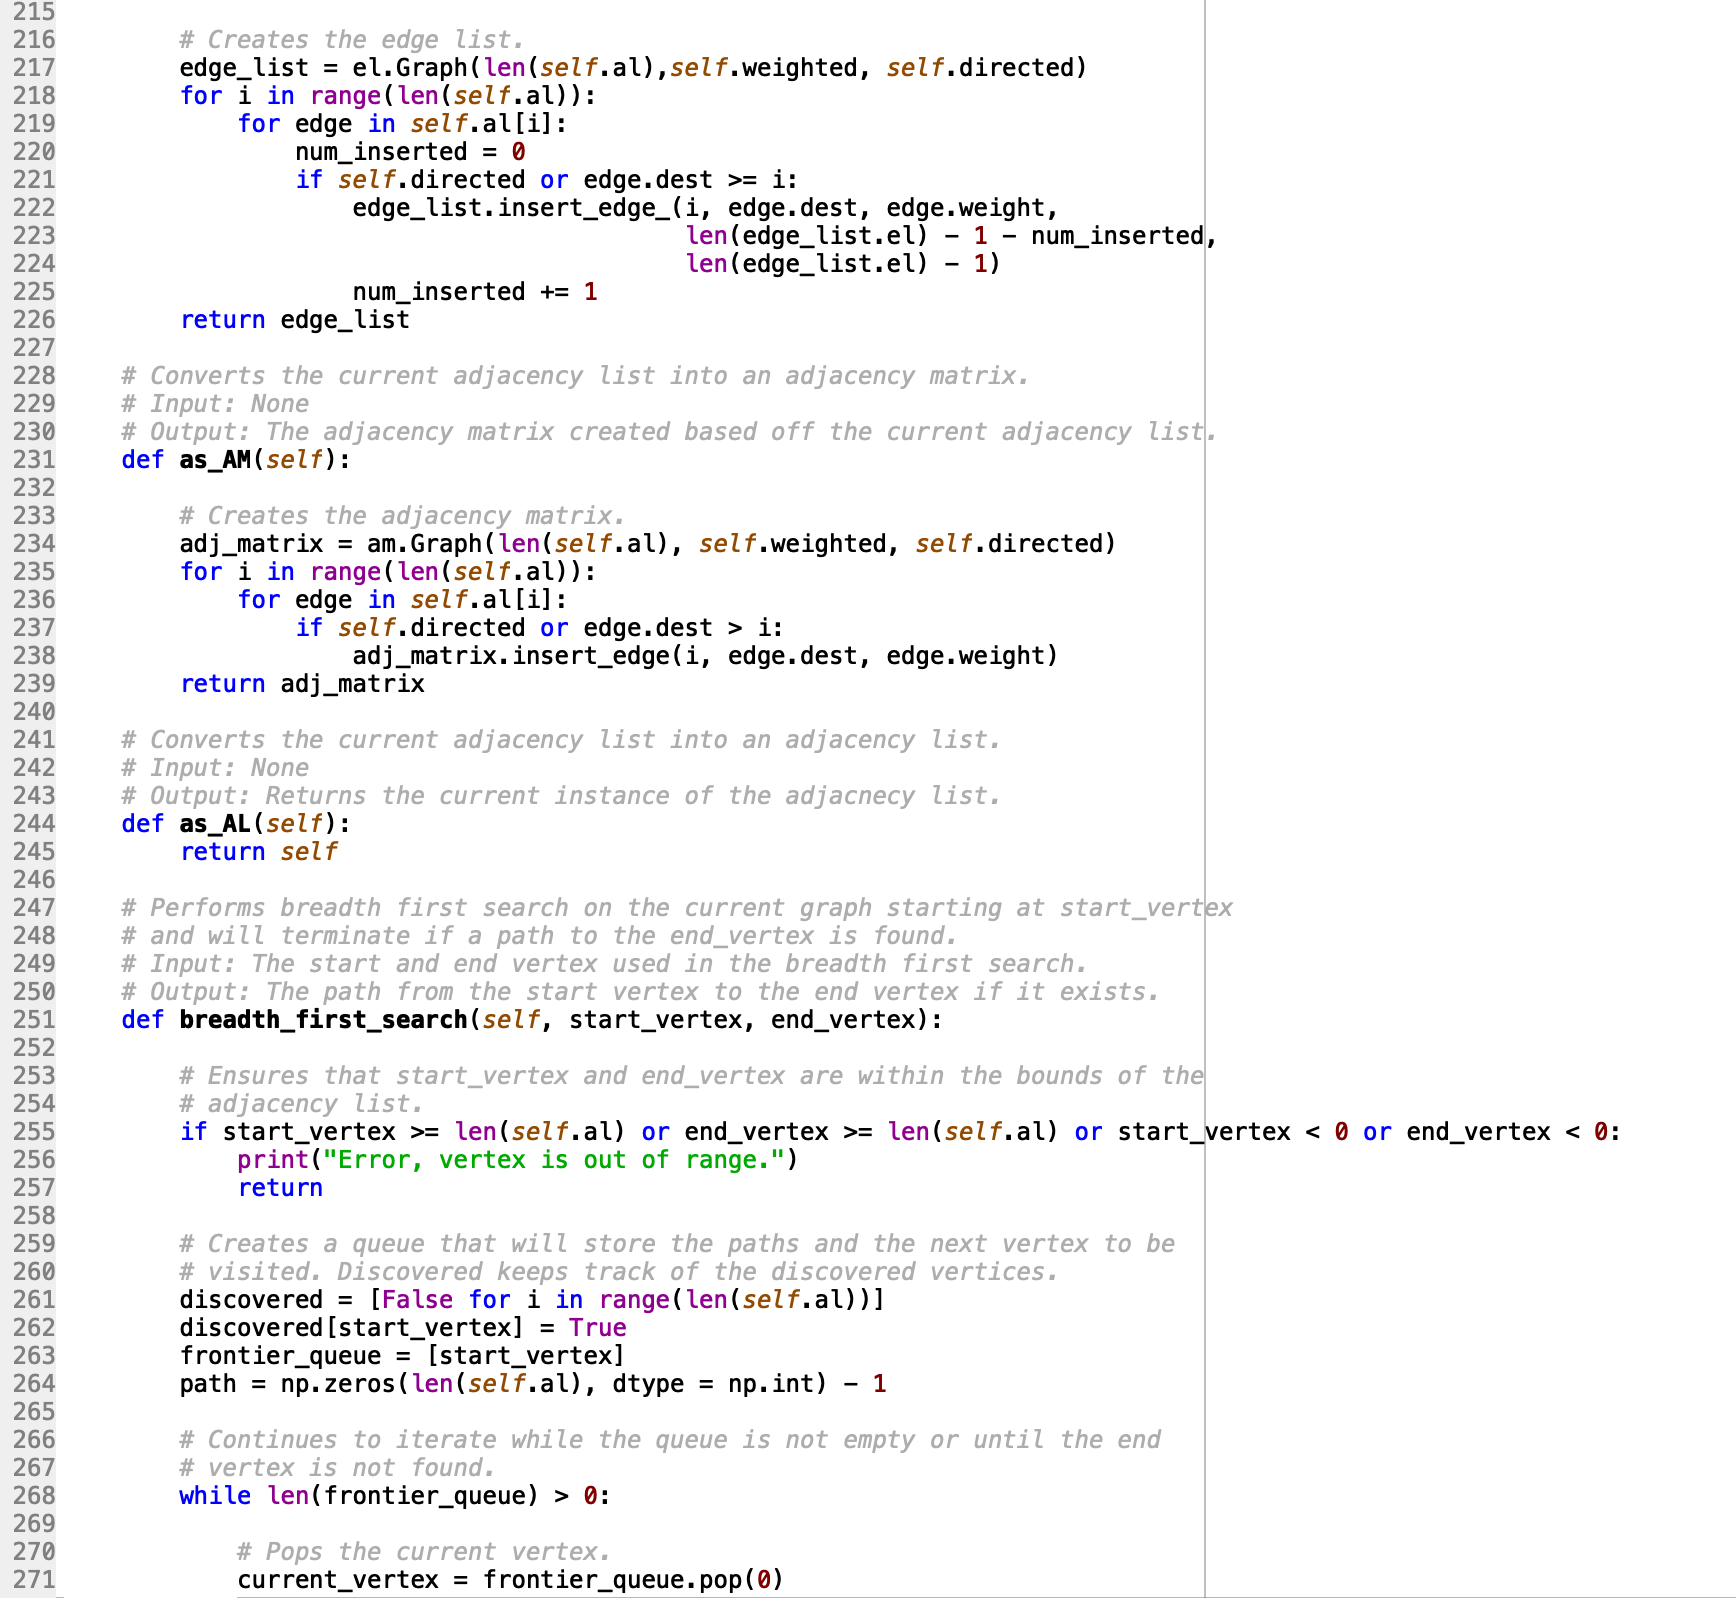 215
216         # Creates the edge list.
217         edge_list = el.Graph(len(self.al),self.weighted, self.directed)
218         for i in range(len(self.al)):
219             for edge in self.al[i]:
220                 num_inserted = 0
221                 if self.directed or edge.dest >= i:
222                     edge_list.insert_edge_(i, edge.dest, edge.weight,
223                                            len(edge_list.el) - 1 - num_inserted,
224                                            len(edge_list.el) - 1)
225                     num_inserted += 1
226         return edge_list
227
228     # Converts the current adjacency list into an adjacency matrix.
229     # Input: None
230     # Output: The adjacency matrix created based off the current adjacency list.
231     def as_AM(self):
232
233         # Creates the adjacency matrix.
234         adj_matrix = am.Graph(len(self.al), self.weighted, self.directed)
235         for i in range(len(self.al)):
236             for edge in self.al[i]:
237                 if self.directed or edge.dest > i:
238                     adj_matrix.insert_edge(i, edge.dest, edge.weight)
239         return adj_matrix
240
241     # Converts the current adjacency list into an adjacency list.
242     # Input: None
243     # Output: Returns the current instance of the adjacnecy list.
244     def as_AL(self):
245         return self
246
247     # Performs breadth first search on the current graph starting at start_vertex
248     # and will terminate if a path to the end_vertex is found.
249     # Input: The start and end vertex used in the breadth first search.
250     # Output: The path from the start vertex to the end vertex if it exists.
251     def breadth_first_search(self, start_vertex, end_vertex):
252
253         # Ensures that start_vertex and end_vertex are within the bounds of the
254         # adjacency list.
255         if start_vertex >= len(self.al) or end_vertex >= len(self.al) or start_vertex < 0 or end_vertex < 0:
256             print("Error, vertex is out of range.")
257             return
258
259         # Creates a queue that will store the paths and the next vertex to be
260         # visited. Discovered keeps track of the discovered vertices.
261         discovered = [False for i in range(len(self.al))]
262         discovered[start_vertex] = True
263         frontier_queue = [start_vertex]
264         path = np.zeros(len(self.al), dtype = np.int) - 1
265
266         # Continues to iterate while the queue is not empty or until the end
267         # vertex is not found.
268         while len(frontier_queue) > 0:
269
270             # Pops the current vertex.
271             current_vertex = frontier_queue.pop(0)